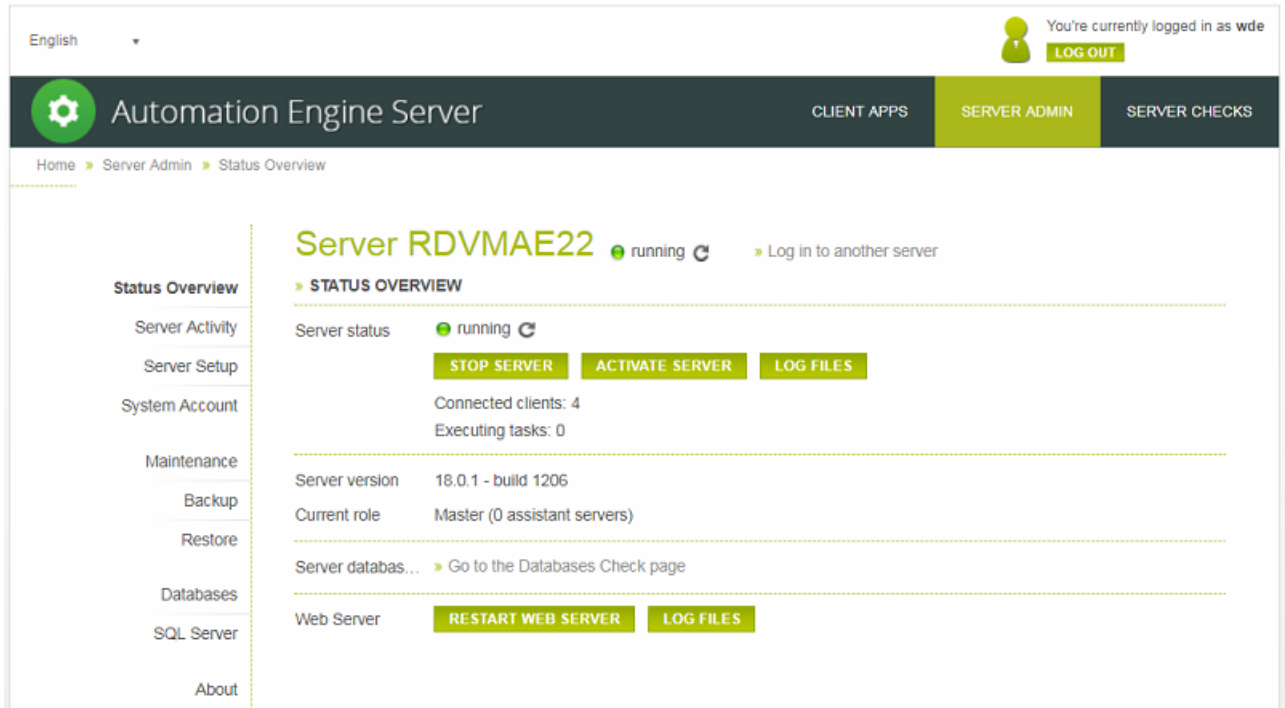 English
You're currently logged in as wde
LOG OUT
Automation Engine Server
CLIENT APPS
SERVER ADMIN
SERVER CHECKS
Home » Server Admin » Status Overview
Server RDVMAE22 running » Log in to another server
» STATUS OVERVIEW
Status Overview
Server Activity
Server Setup
System Account
Maintenance
Backup
Restore
Databases
SQL Server
About
Server status running
STOP SERVER ACTIVATE SERVER LOG FILES
Connected clients: 4
Executing tasks: 0
Server version 18.0.1 - build 1206
Current role Master (0 assistant servers)
Server databas... » Go to the Databases Check page
Web Server RESTART WEB SERVER LOG FILES